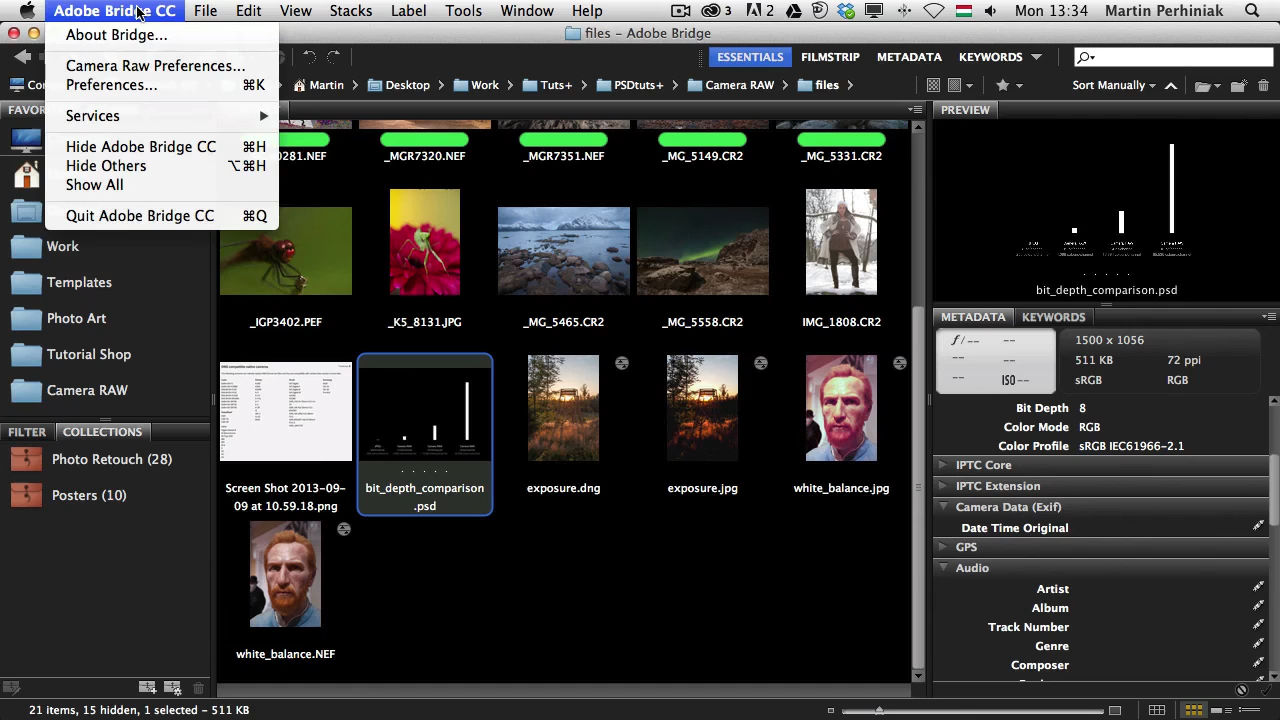 Adobe Bridge CC File Edit View Stacks Label Tools Window Help 3 2 Mon 13:34 Martin Perhiniak
files – Adobe Bridge
About Bridge...
Camera Raw Preferences...
Preferences... ⌘K
Services
Hide Adobe Bridge CC ⌘H
Hide Others ⌥⌘H
Show All
Quit Adobe Bridge CC ⌘Q
ESSENTIALS FILMSTRIP METADATA KEYWORDS
Martin Desktop Work Tuts+ PSDtuts+ Camera RAW files Sort Manually
Work
Templates
Photo Art
Tutorial Shop
Camera RAW
FILTER COLLECTIONS
Photo Retouch (28)
Posters (10)
0281.NEF _MGR7320.NEF _MGR7351.NEF _MG_5149.CR2 _MG_5331.CR2
_IGP3402.PEF _K5_8131.JPG _MG_5465.CR2 _MG_5558.CR2 IMG_1808.CR2
Screen Shot 2013-09-
09 at 10.59.18.png
bit_depth_comparison
.psd
exposure.dng exposure.jpg white_balance.jpg
white_balance.NEF
PREVIEW
bit_depth_comparison.psd
METADATA KEYWORDS
ƒ/-- --
-- --
-- ISO --
1500 x 1056
511 KB 72 ppi
sRGB RGB
Bit Depth 8
Color Mode RGB
Color Profile sRGB IEC61966-2.1
IPTC Core
IPTC Extension
Camera Data (Exif)
Date Time Original
GPS
Audio
Artist
Album
Track Number
Genre
Composer
21 items, 15 hidden, 1 selected – 511 KB